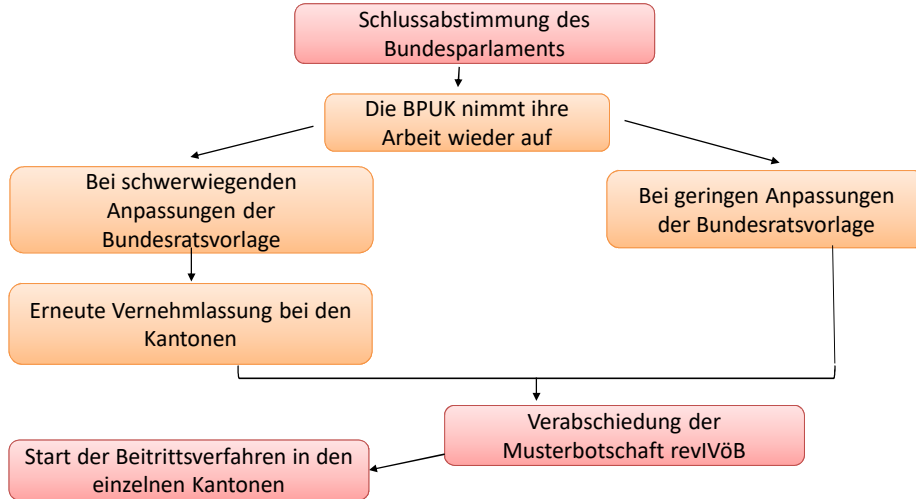 Schlussabstimmung des
Bundesparlaments
Die BPUK nimmt ihre
Arbeit wieder auf
Bei schwerwiegenden
Anpassungen der
Bundesratsvorlage
Bei geringen Anpassungen
der Bundesratsvorlage
Erneute Vernehmlassung bei den
Kantonen
Verabschiedung der
Musterbotschaft revIVöB
Start der Beitrittsverfahren in den
einzelnen Kantonen